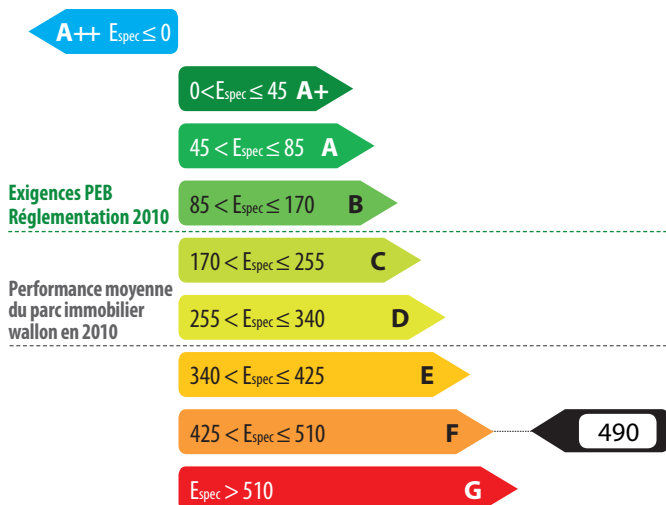 A++ Espec ≤ 0
0<Espec ≤ 45 A+
45 < Espec ≤ 85 A
Exigences PEB
Réglementation 2010
85 < Espec ≤ 170 B
170 < Espec ≤ 255 C
Performance moyenne
du parc immobilier
wallon en 2010
255 < Espec ≤ 340 D
340 < Espec ≤ 425 E
425 < Espec ≤ 510 F
490
Espec > 510 G